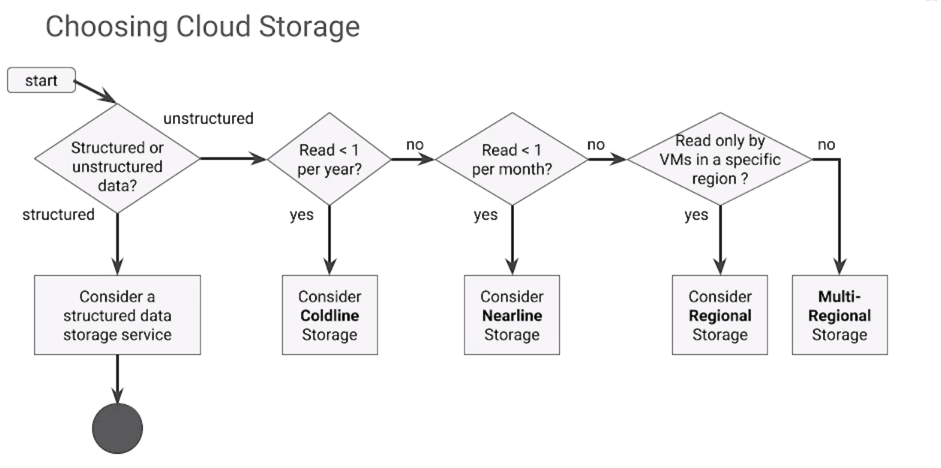 Choosing Cloud Storage
start
unstructured
Structured or
unstructured
data?
structured
Read < 1
per year?
no
yes
Read < 1
per month?
no
yes
Read only by
VMs in a specific
region ?
no
yes
Consider a
structured data
storage service
Consider
Coldline
Storage
Consider
Nearline
Storage
Consider
Regional
Storage
Multi-
Regional
Storage